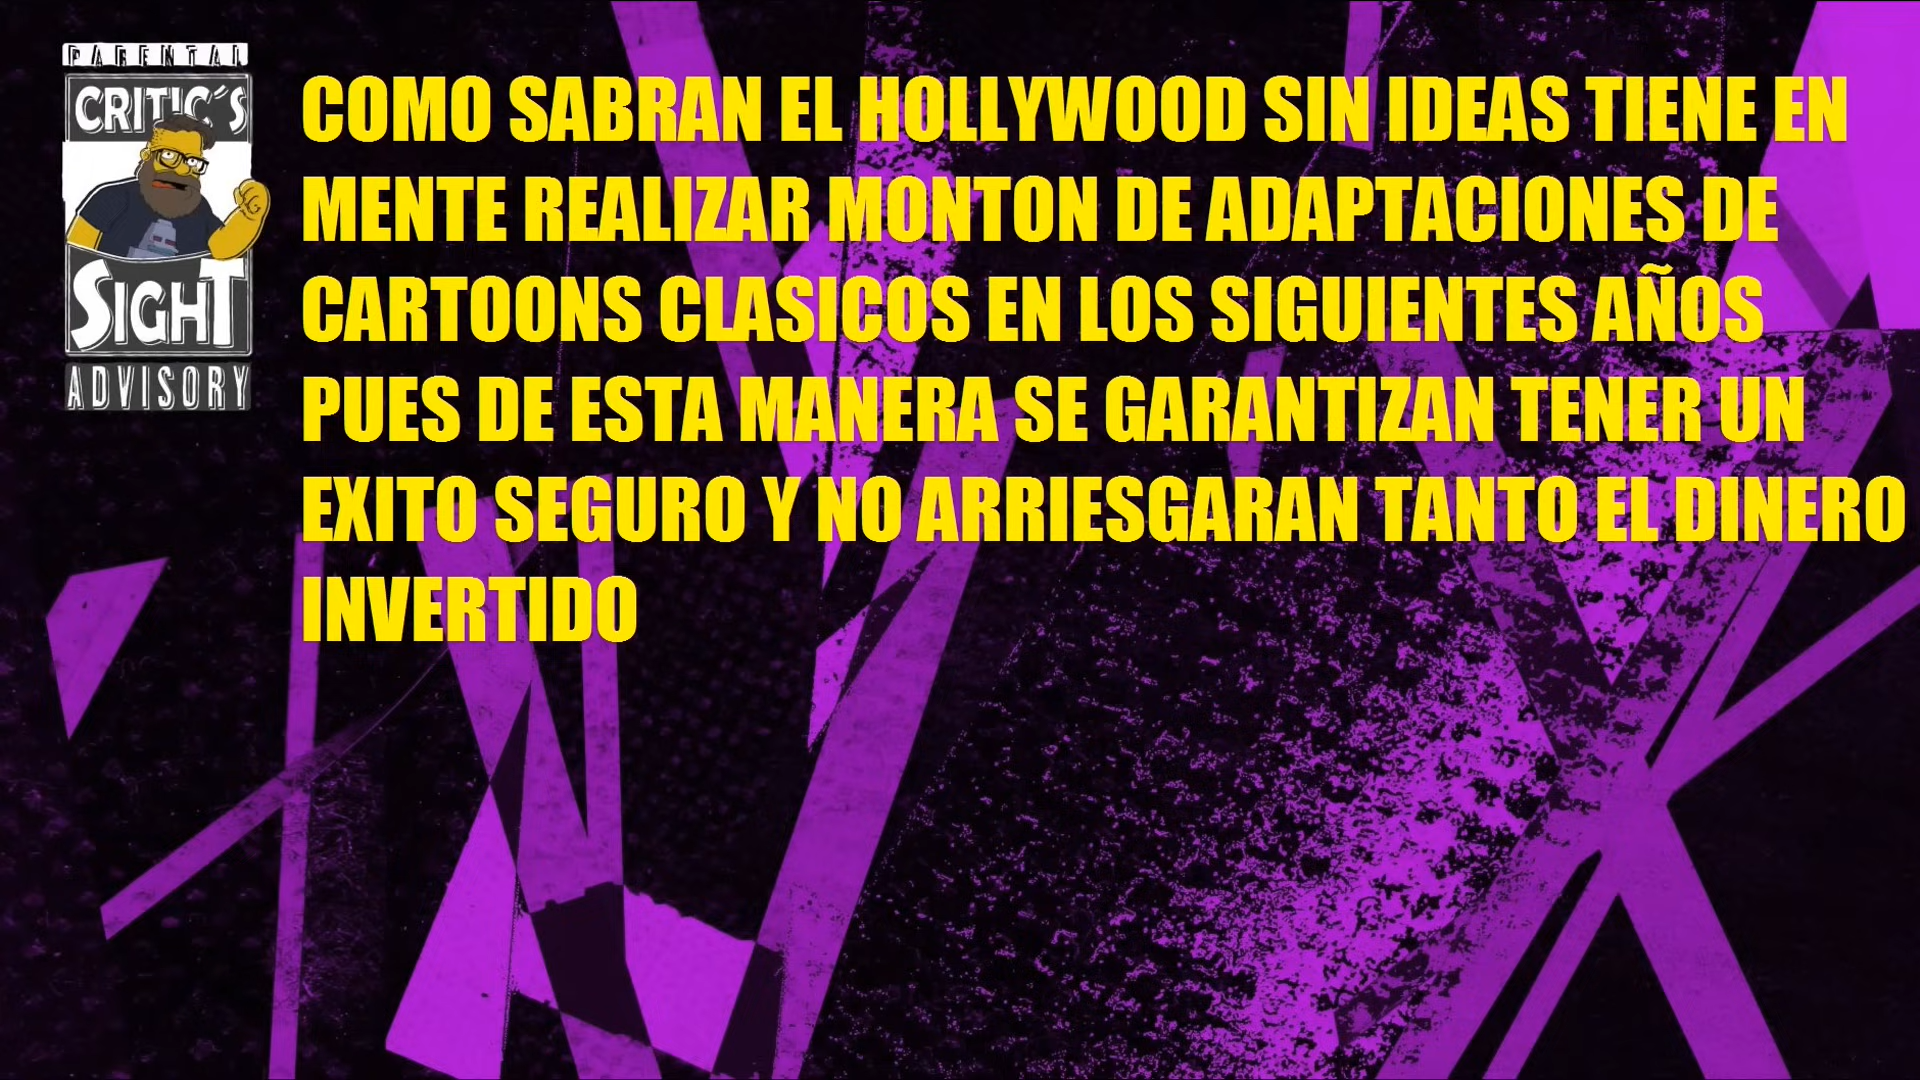 PARENTAL
CRITIC´S
SIGHT
ADVISORY
COMO SABRAN EL HOLLYWOOD SIN IDEAS TIENE EN
MENTE REALIZAR MONTON DE ADAPTACIONES DE
CARTOONS CLASICOS EN LOS SIGUIENTES AÑOS
PUES DE ESTA MANERA SE GARANTIZAN TENER UN
EXITO SEGURO Y NO ARRIESGARAN TANTO EL DINERO
INVERTIDO